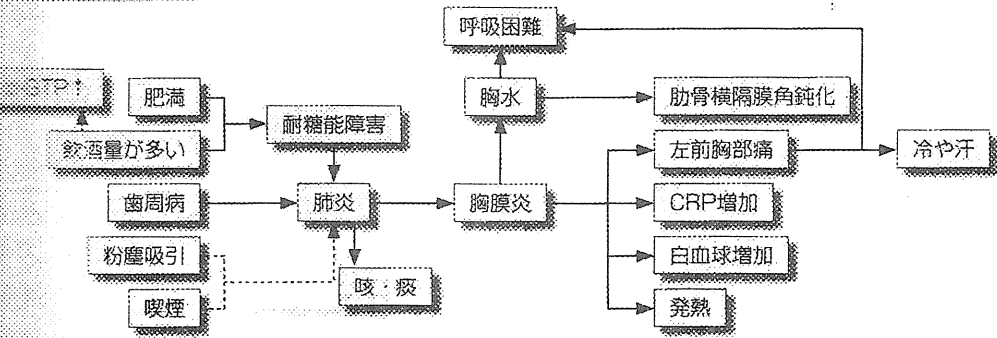 呼吸困難
GTP↑
肥満
胸水
肋骨横隔膜角鈍化
耐糖能障害
飲酒量が多い
左前胸部痛
冷や汗
歯周病
肺炎
胸膜炎
CRP増加
粉塵吸引
白血球増加
咳・痰
喫煙
発熱